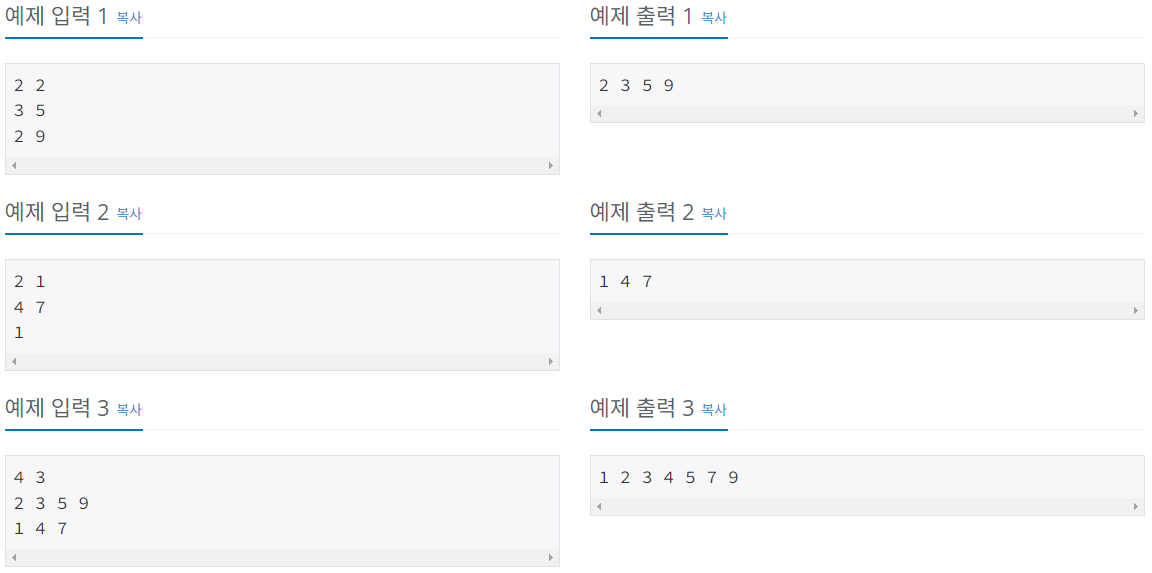 예제 입력 1 복사
2 2
3 5
2 9
예제 출력 1 복사
2 3 5 9
예제 입력 2 복사
2 1
4 7
1
예제 출력 2 복사
1 4 7
예제 입력 3 복사
4 3
2 3 5 9
1 4 7
예제 출력 3 복사
1 2 3 4 5 7 9